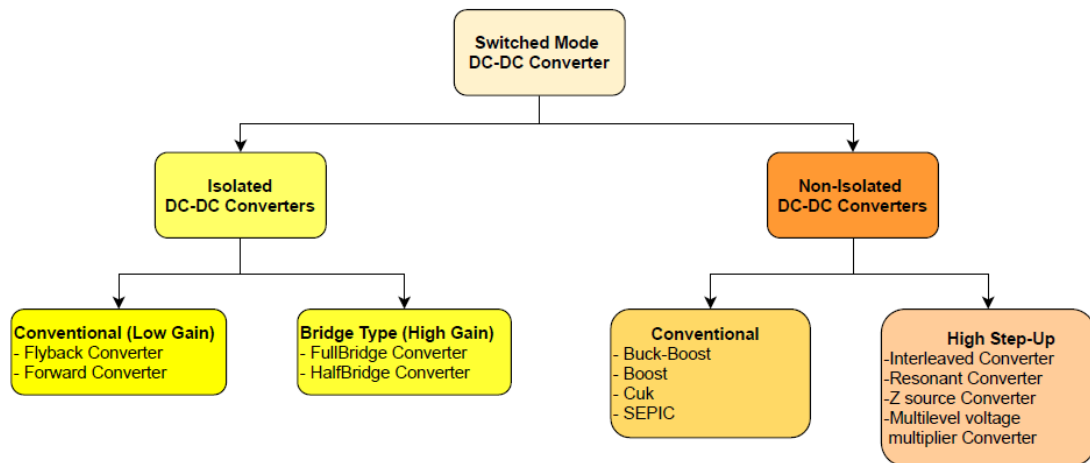 Switched Mode
DC-DC Converter
Isolated
DC-DC Converters
Non-Isolated
DC-DC Converters
Conventional (Low Gain)
- Flyback Converter
- Forward Converter
Bridge Type (High Gain)
- FullBridge Converter
- HalfBridge Converter
Conventional
- Buck-Boost
- Boost
- Cuk
- SEPIC
High Step-Up
-Interleaved Converter
-Resonant Converter
-Z source Converter
-Multilevel voltage
multiplier Converter